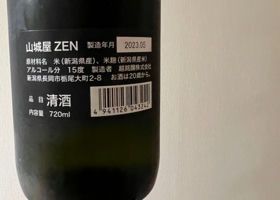 山城屋 ZEN 製造年月 2023.05
原材料名 米(新潟県産)、米麹(新潟県産米)
アルコール分 15度 製造者 越銘醸株式会社
新潟県長岡市栃尾大町2-8 お酒は20歳から。
品目 清酒
内容量 720ml
4 941126 043242